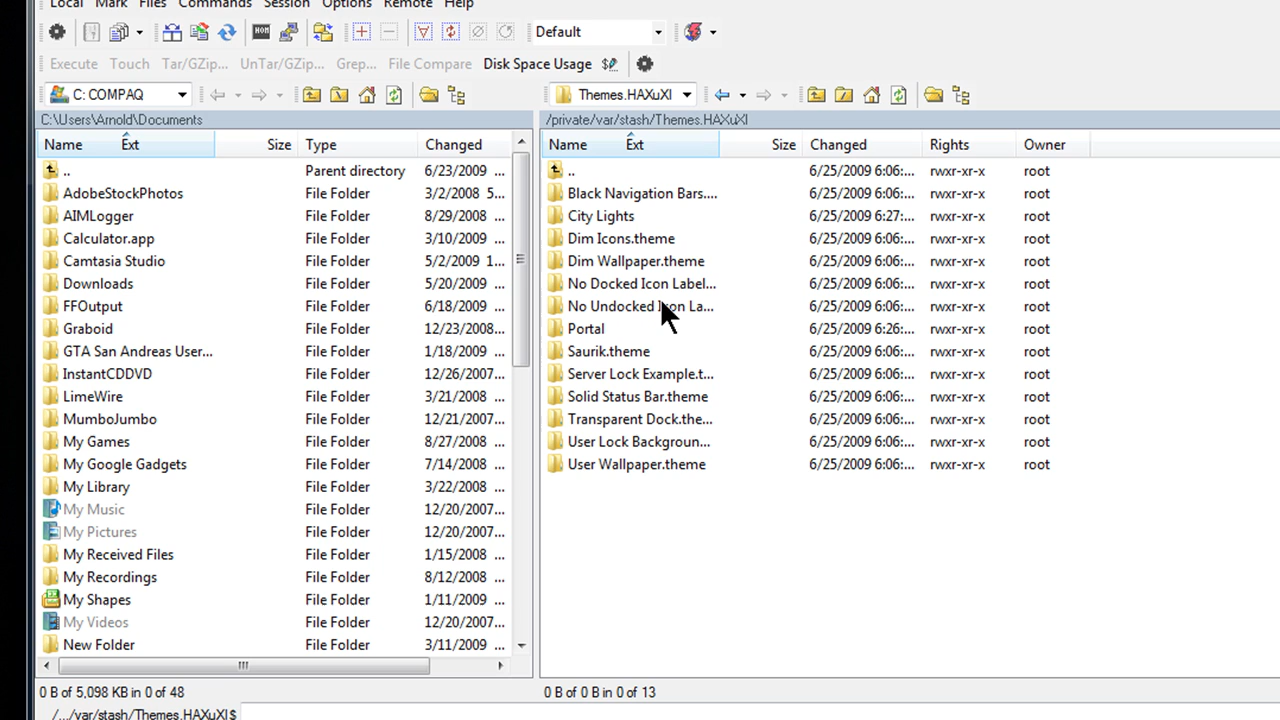 Local Mark Files Commands Session Options Remote Help
Default
Execute Touch Tar/GZip... UnTar/GZip... Grep... File Compare Disk Space Usage
C: COMPAQ Themes.HAXuXI
C:\Users\Arnold\Documents /private/var/stash/Themes.HAXuXI
Name Ext Size Type Changed Name Ext Size Changed Rights Owner
.. Parent directory 6/23/2009 ... .. 6/25/2009 6:06:... rwxr-xr-x root
AdobeStockPhotos File Folder 3/2/2008 5... Black Navigation Bars.... 6/25/2009 6:06:... rwxr-xr-x root
AIMLogger File Folder 8/29/2008 ... City Lights 6/25/2009 6:27:... rwxr-xr-x root
Calculator.app File Folder 3/10/2009 ... Dim Icons.theme 6/25/2009 6:06:... rwxr-xr-x root
Camtasia Studio File Folder 5/2/2009 1... Dim Wallpaper.theme 6/25/2009 6:06:... rwxr-xr-x root
Downloads File Folder 5/20/2009 ... No Docked Icon Label... 6/25/2009 6:06:... rwxr-xr-x root
FFOutput File Folder 6/18/2009 ... No Undocked Icon La... 6/25/2009 6:06:... rwxr-xr-x root
Graboid File Folder 12/23/2008... Portal 6/25/2009 6:26:... rwxr-xr-x root
GTA San Andreas User... File Folder 1/18/2009 ... Saurik.theme 6/25/2009 6:06:... rwxr-xr-x root
InstantCDDVD File Folder 12/26/2007... Server Lock Example.t... 6/25/2009 6:06:... rwxr-xr-x root
LimeWire File Folder 3/21/2008 ... Solid Status Bar.theme 6/25/2009 6:06:... rwxr-xr-x root
MumboJumbo File Folder 12/21/2007... Transparent Dock.the... 6/25/2009 6:06:... rwxr-xr-x root
My Games File Folder 8/27/2008 ... User Lock Backgroun... 6/25/2009 6:06:... rwxr-xr-x root
My Google Gadgets File Folder 7/14/2008 ... User Wallpaper.theme 6/25/2009 6:06:... rwxr-xr-x root
My Library File Folder 3/22/2008 ...
My Music File Folder 12/20/2007...
My Pictures File Folder 12/20/2007...
My Received Files File Folder 1/15/2008 ...
My Recordings File Folder 8/12/2008 ...
My Shapes File Folder 1/11/2009 ...
My Videos File Folder 12/20/2007...
New Folder File Folder 3/11/2009 ...
0 B of 5,098 KB in 0 of 48 0 B of 0 B in 0 of 13
/.../var/stash/Themes.HAXuXI$